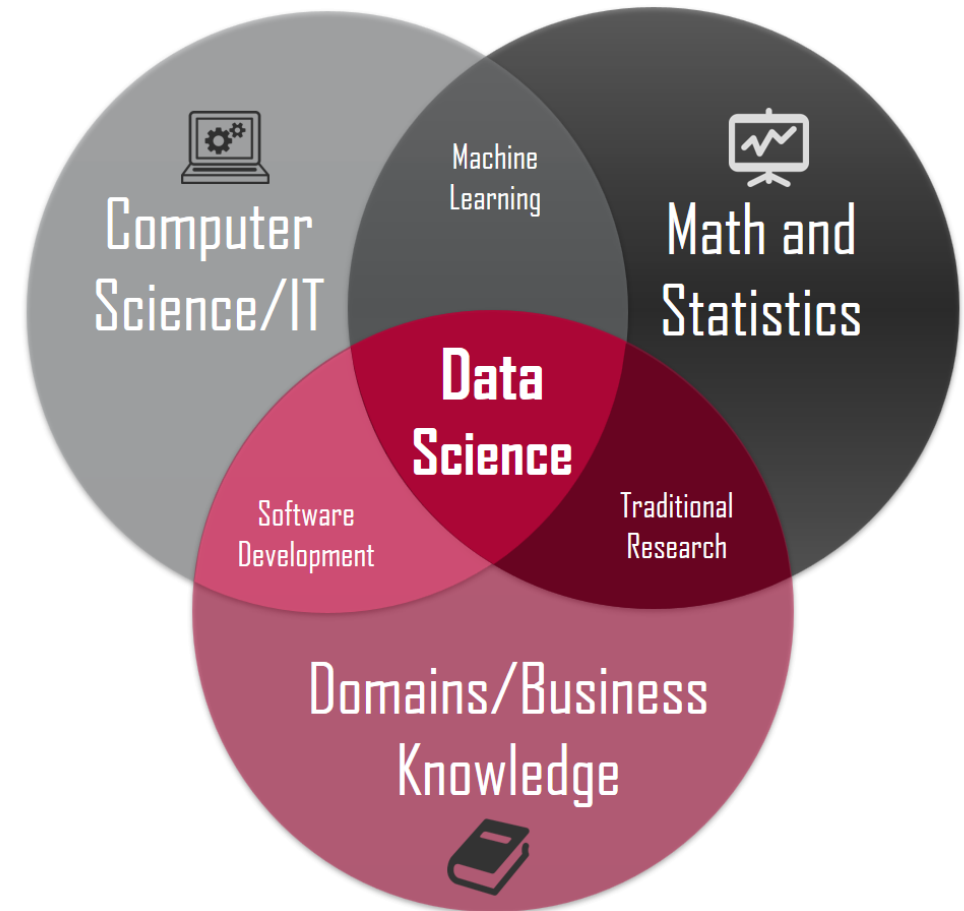 Machine
Learning
Computer
Science/IT
Math and
Statistics
Data
Science
Software
Development
Traditional
Research
Domains/Business
Knowledge